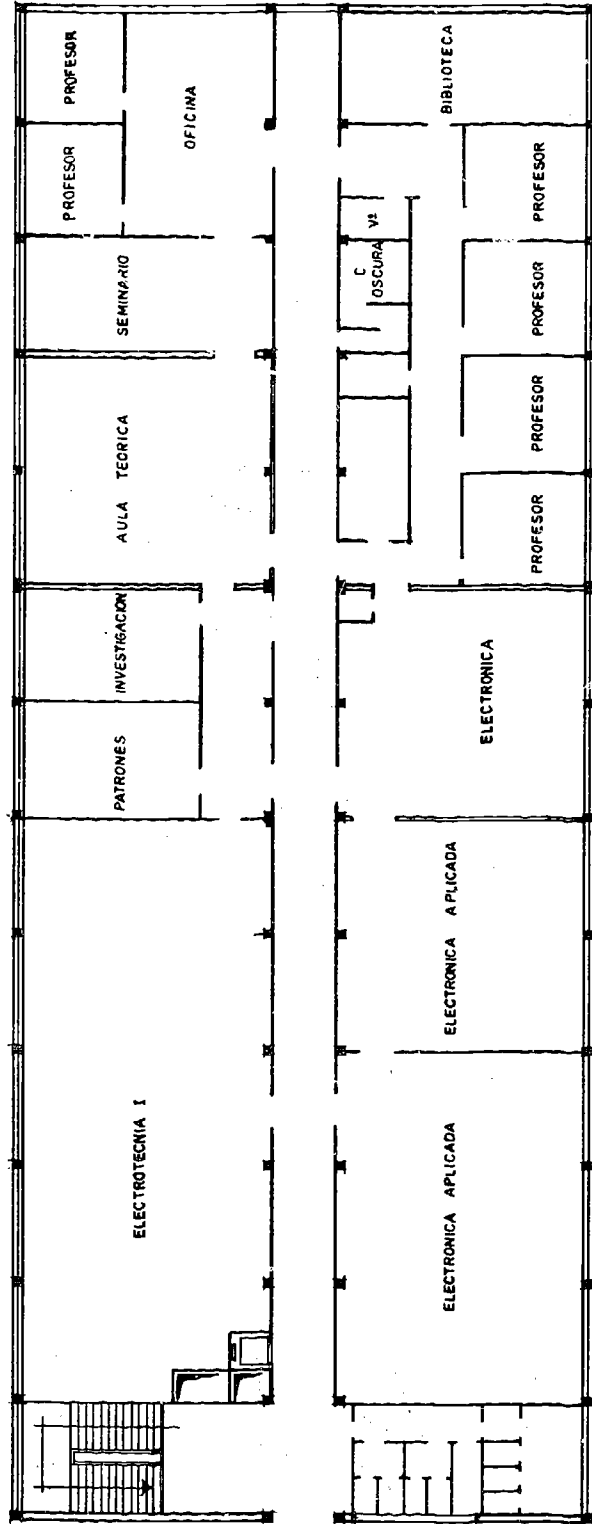 PROFESOR
PROFESOR
OFICINA
SEMINARIO
AULA TEORICA
INVESTIGACION
PATRONES
ELECTROTECNIA I
BIBLIOTECA
Vª
C
OSCURA
PROFESOR
PROFESOR
PROFESOR
PROFESOR
ELECTRONICA
ELECTRONICA APLICADA
ELECTRONICA APLICADA